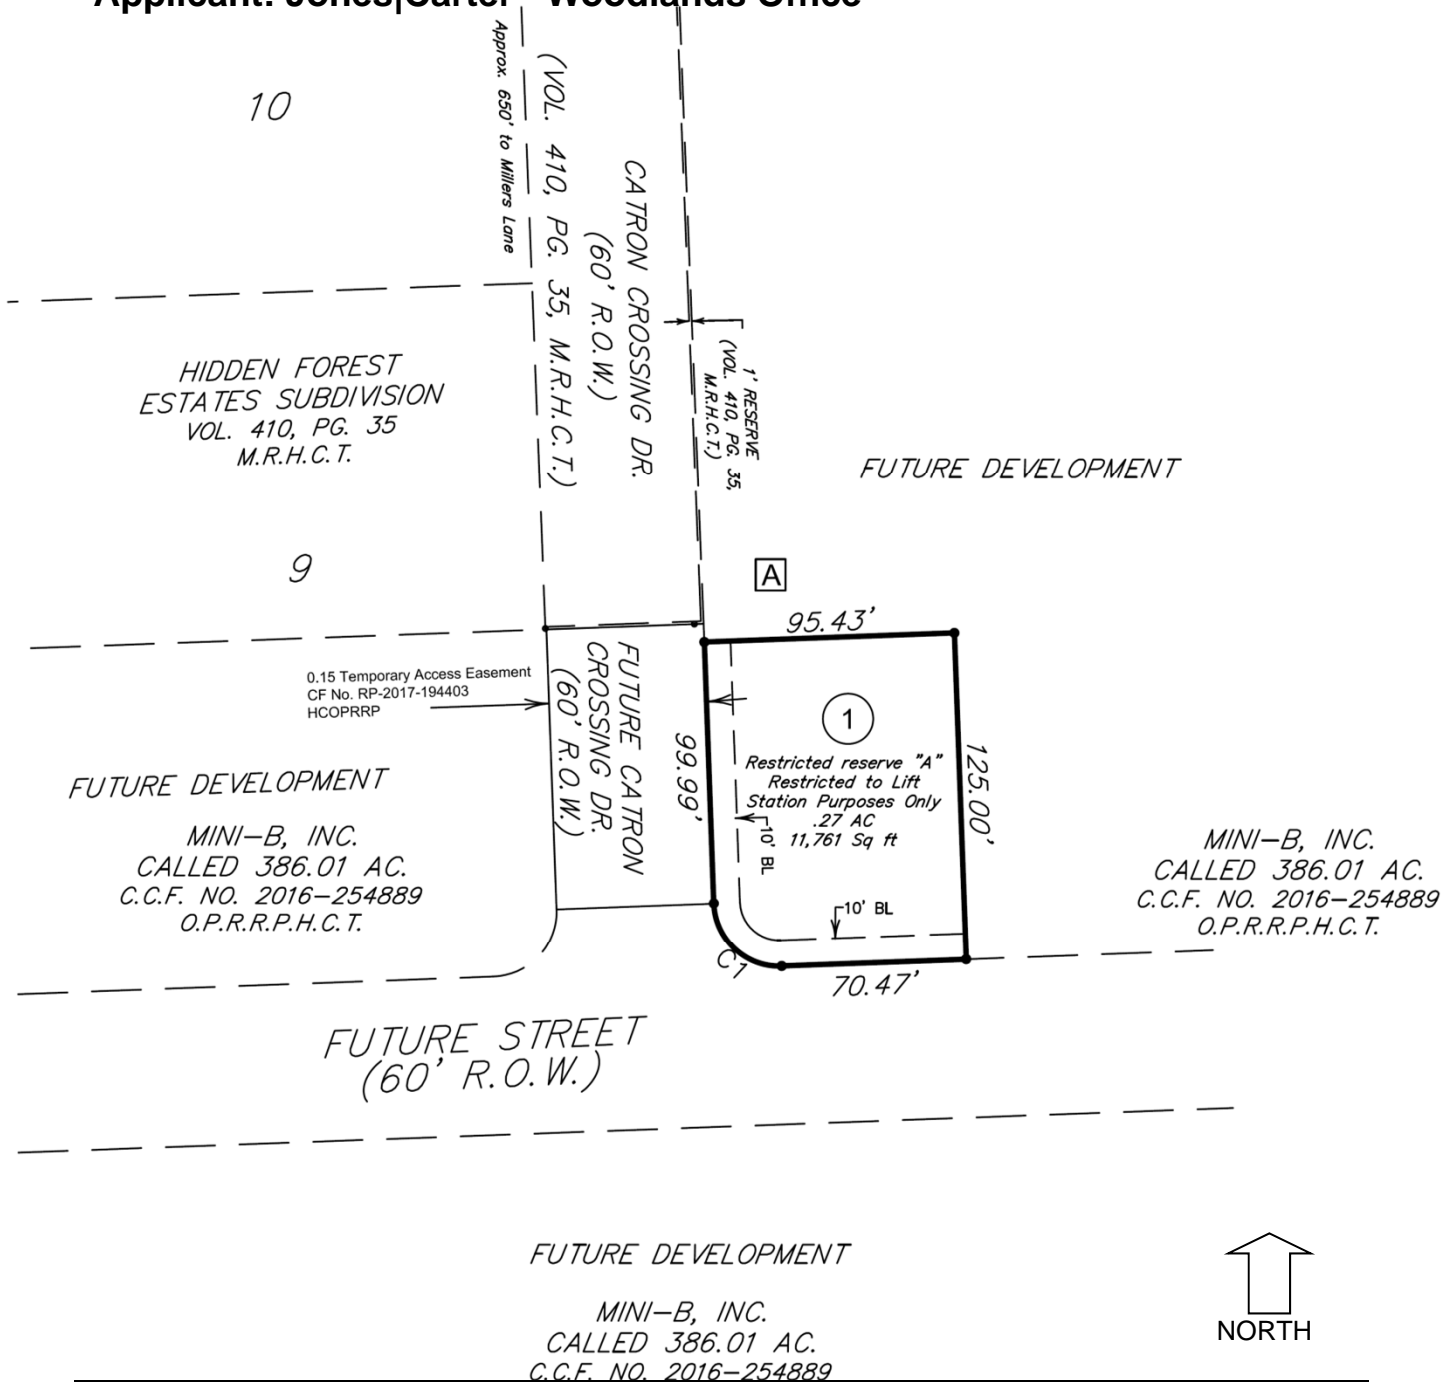 Applicant: Jones|Carter - Woodlands Office
10
Approx. 650' to Millers Lane
(VOL. 410, PG. 35, M.R.H.C.T.)
CATRON CROSSING DR.
(60' R.O.W.)
1' RESERVE
(VOL. 410, PG. 35,
M.R.H.C.T.)
HIDDEN FOREST
ESTATES SUBDIVISION
VOL. 410, PG. 35
M.R.H.C.T.
FUTURE DEVELOPMENT
9
A
95.43'
0.15 Temporary Access Easement
CF No. RP-2017-194403
HCOPRRP
FUTURE CATRON
CROSSING DR.
(60' R.O.W.)
99.99'
1
Restricted reserve "A"
Restricted to Lift
Station Purposes Only
.27 AC
11,761 Sq ft
125.00'
10' BL
10' BL
C1
70.47'
FUTURE DEVELOPMENT
MINI-B, INC.
CALLED 386.01 AC.
C.C.F. NO. 2016-254889
O.P.R.R.P.H.C.T.
MINI-B, INC.
CALLED 386.01 AC.
C.C.F. NO. 2016-254889
O.P.R.R.P.H.C.T.
FUTURE STREET
(60' R.O.W.)
FUTURE DEVELOPMENT
MINI-B, INC.
CALLED 386.01 AC.
C.C.F. NO. 2016-254889
NORTH